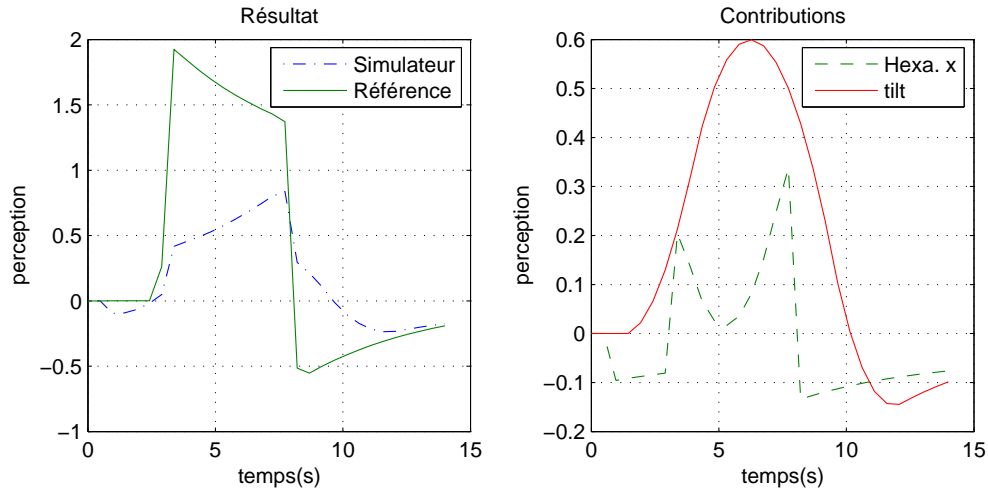 Résultat
2
1.5
1
0.5
0
−0.5
−1
0
5
10
15
perception
temps(s)
Simulateur
Référence
Contributions
0.6
0.5
0.4
0.3
0.2
0.1
0
−0.1
−0.2
0
5
10
15
perception
temps(s)
Hexa. x
tilt